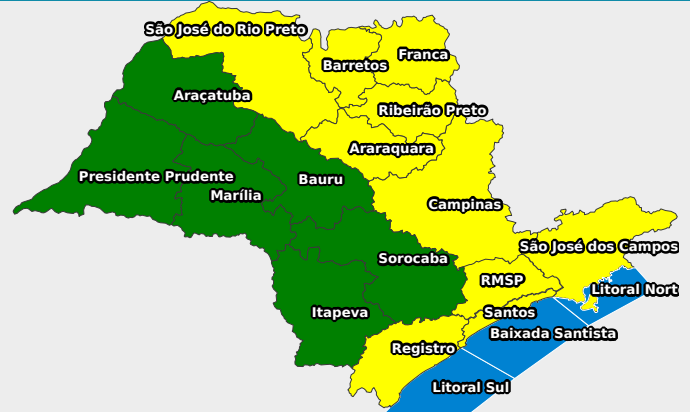 São José do Rio Preto
Franca
Barretos
Araçatuba
Ribeirão Preto
Araraquara
Presidente Prudente
Bauru
Marília
Campinas
São José dos Campos
Sorocaba
RMSP
Litoral Nort
Itapeva
Santos
Baixada Santista
Registro
Litoral Sul